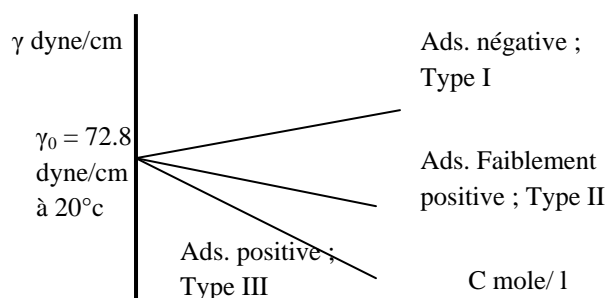 γ dyne/cm
γ₀ = 72.8
dyne/cm
à 20°c
Ads. négative ;
Type I
Ads. Faiblement
positive ; Type II
Ads. positive ;
Type III
C mole/ l